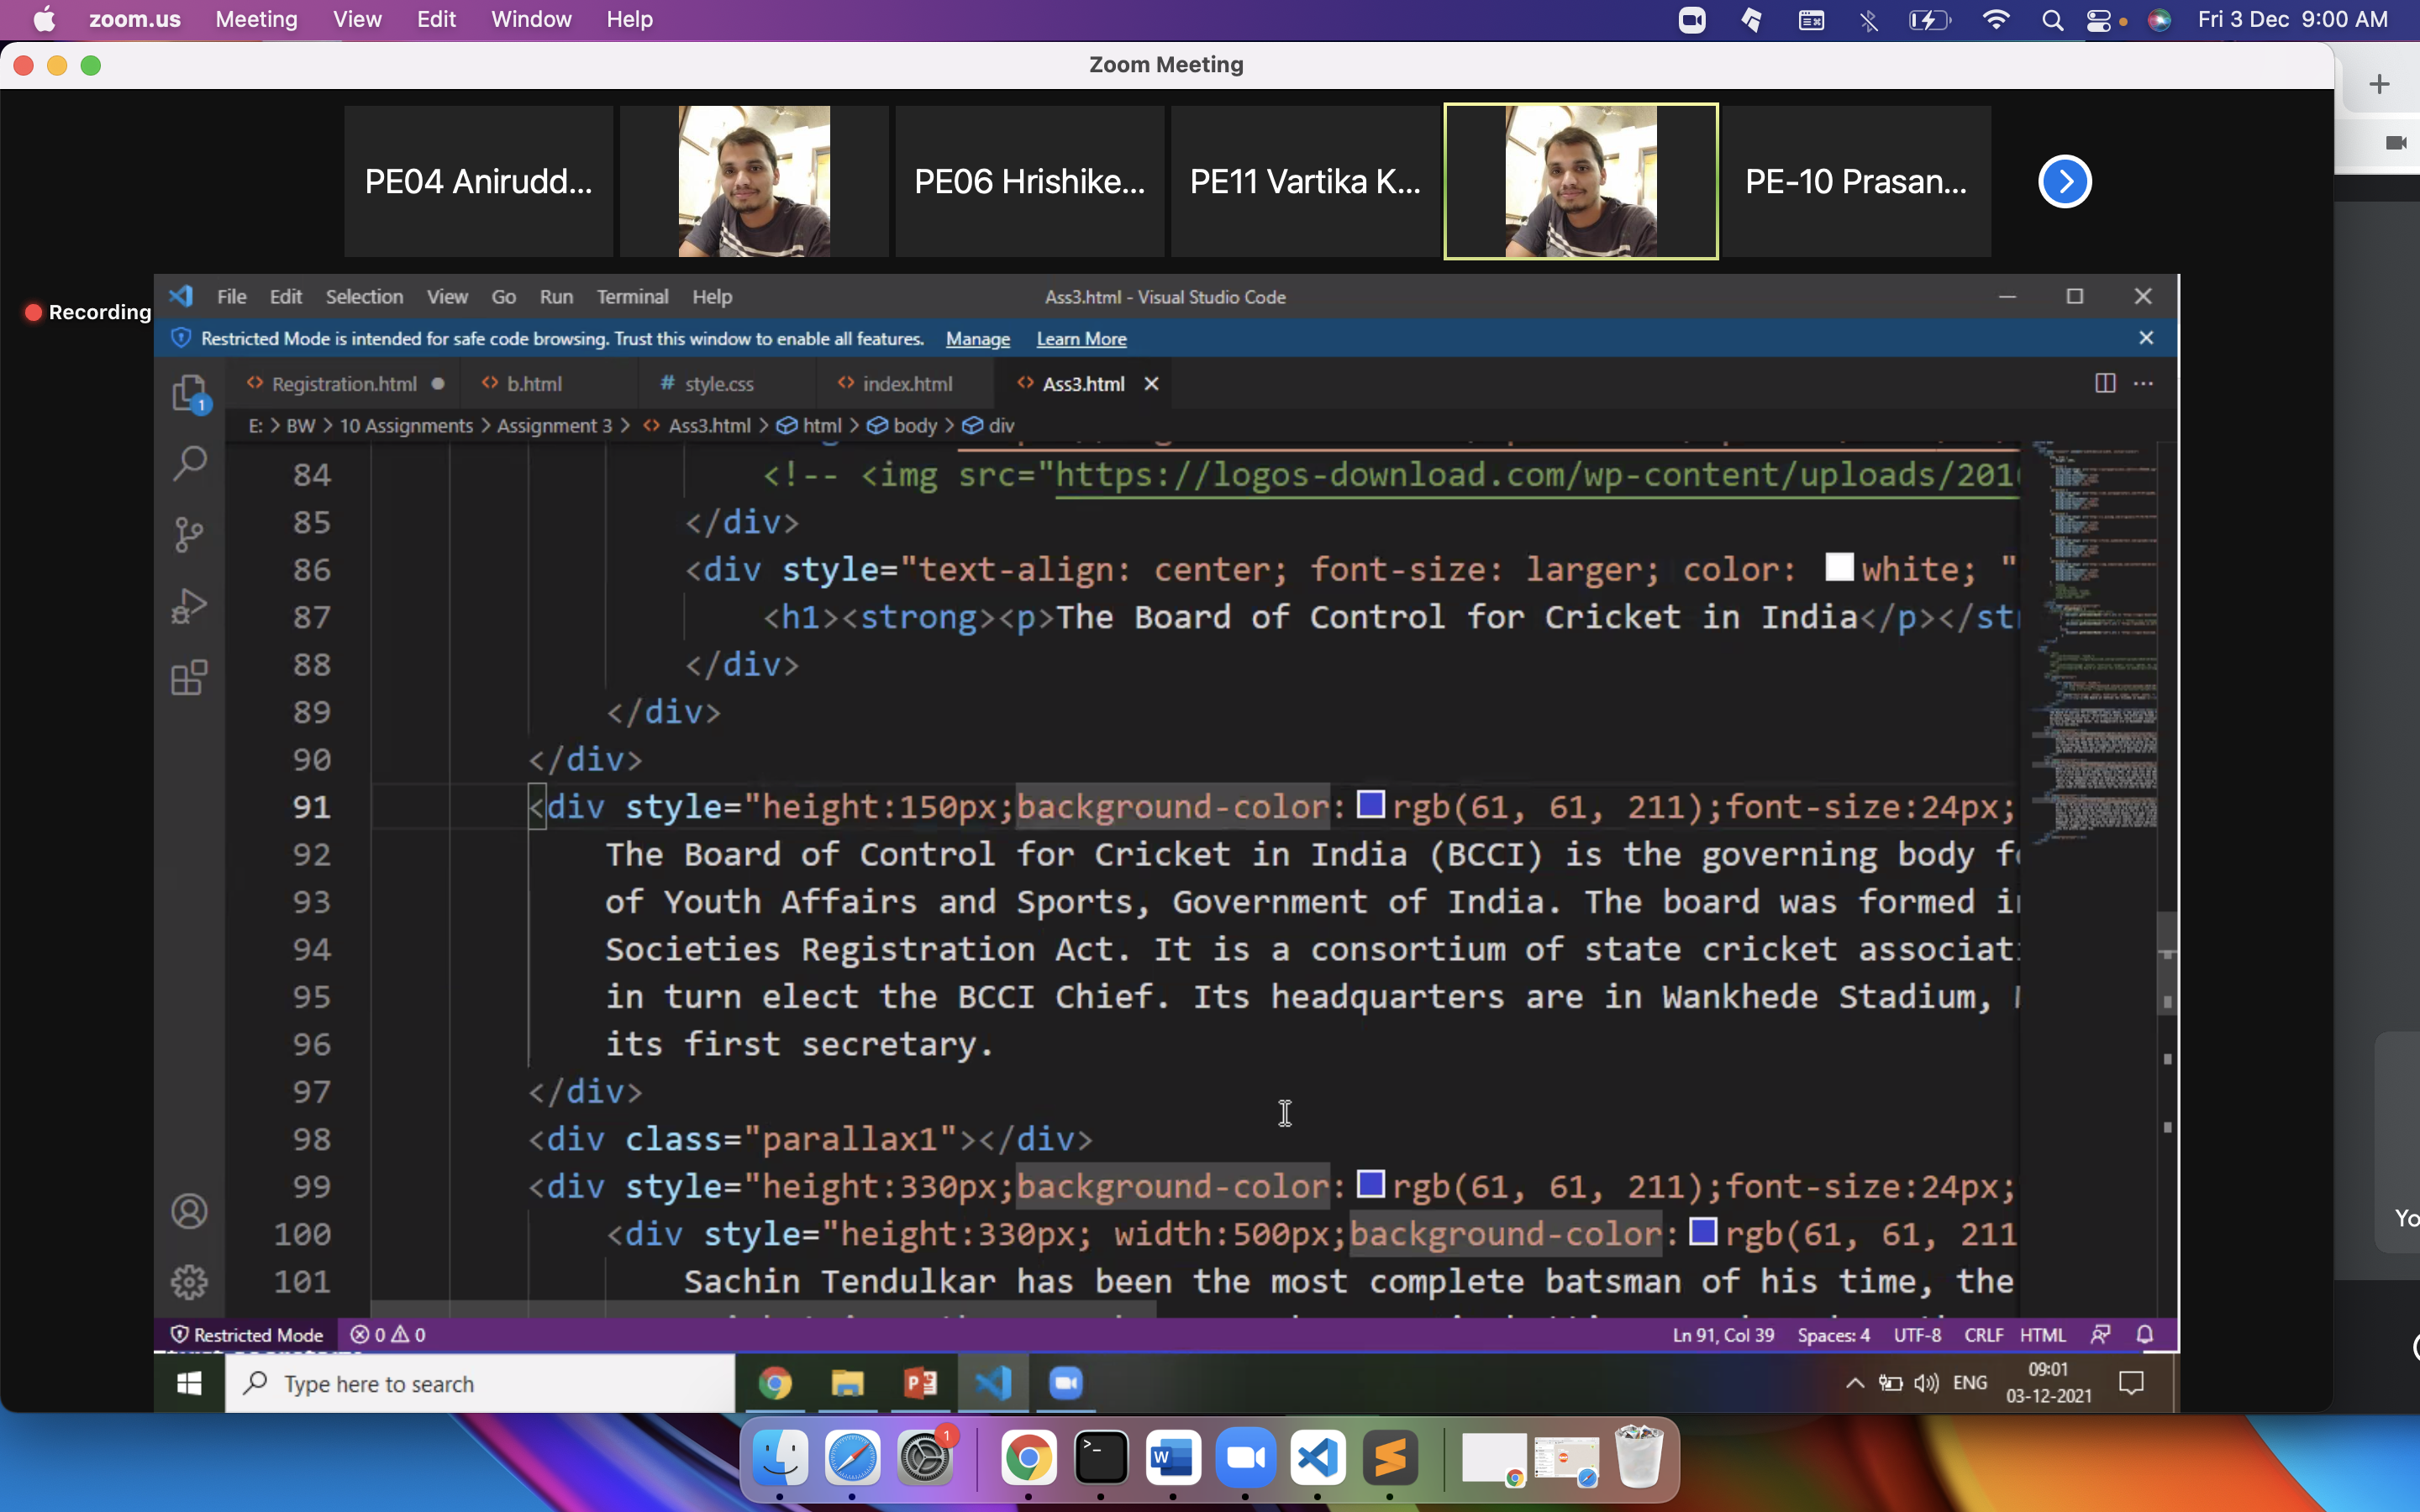 zoom.us Meeting View Edit Window Help
Fri 3 Dec 9:00 AM
Zoom Meeting
PE04 Anirudd...
PE06 Hrishike...
PE11 Vartika K...
PE-10 Prasan...
Recording
File Edit Selection View Go Run Terminal Help
Ass3.html - Visual Studio Code
Restricted Mode is intended for safe code browsing. Trust this window to enable all features. Manage Learn More
Registration.html b.html # style.css index.html Ass3.html
1
E: > BW > 10 Assignments > Assignment 3 > Ass3.html > html > body > div
84 <!-- <img src="https://logos-download.com/wp-content/uploads/201
85 </div>
86 <div style="text-align: center; font-size: larger; color: white; "
87 <h1><strong><p>The Board of Control for Cricket in India</p></st
88 </div>
89 </div>
90 </div>
91 <div style="height:150px;background-color:rgb(61, 61, 211);font-size:24px;
92 The Board of Control for Cricket in India (BCCI) is the governing body f
93 of Youth Affairs and Sports, Government of India. The board was formed i
94 Societies Registration Act. It is a consortium of state cricket associat
95 in turn elect the BCCI Chief. Its headquarters are in Wankhede Stadium,
96 its first secretary.
97 </div>
98 <div class="parallax1"></div>
99 <div style="height:330px;background-color:rgb(61, 61, 211);font-size:24px;
100 <div style="height:330px; width:500px;background-color:rgb(61, 61, 211
101 Sachin Tendulkar has been the most complete batsman of his time, the
Restricted Mode 0 0
Ln 91, Col 39 Spaces: 4 UTF-8 CRLF HTML
Type here to search
ENG
09:01
03-12-2021
Yo
1